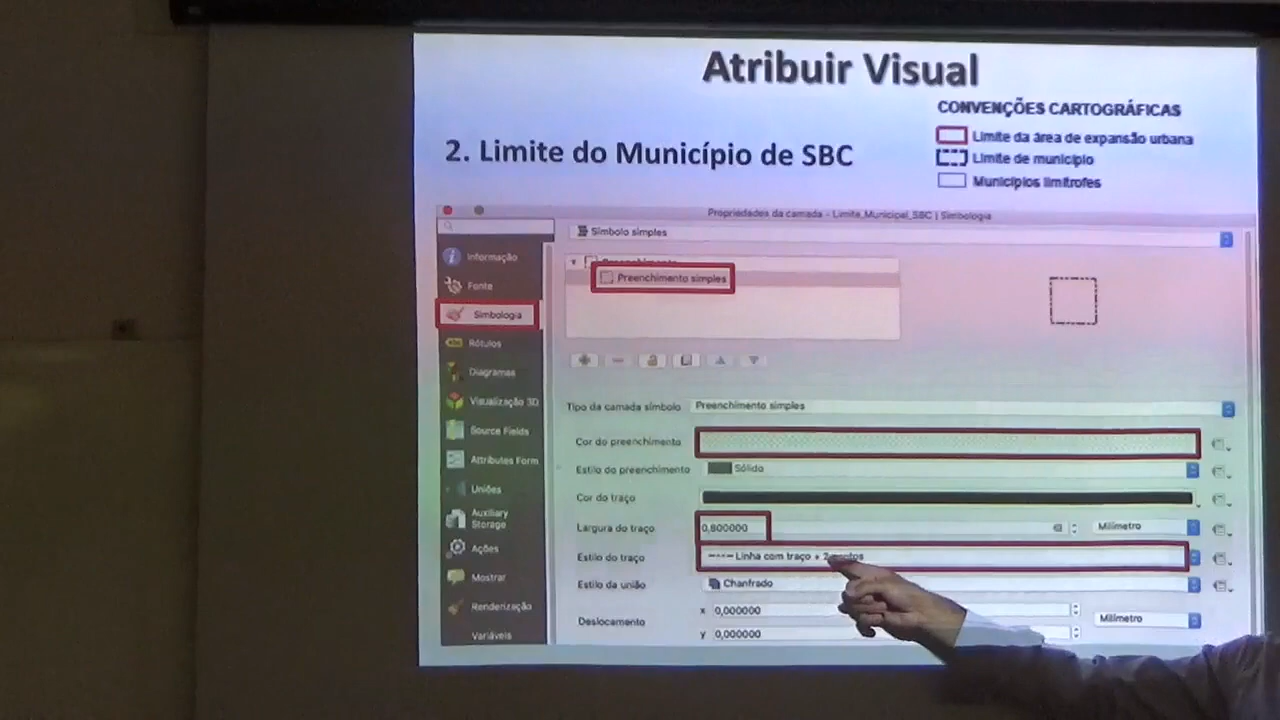 Atribuir Visual
CONVENÇÕES CARTOGRÁFICAS
Limite da área de expansão urbana
Limite de município
Municípios limítrofes
2. Limite do Município de SBC
Propriedades da camada - Limite_Municipal_SBC | Simbologia
Símbolo simples
Informação
Fonte
Simbologia
Rótulos
Diagramas
Visualização 3D
Source Fields
Attributes Form
Uniões
Auxiliary
Storage
Ações
Mostrar
Renderização
Variáveis
Preenchimento
Preenchimento simples
Tipo da camada símbolo Preenchimento simples
Cor do preenchimento
Estilo do preenchimento Sólido
Cor do traço
Largura do traço 0,800000 Milímetro
Estilo do traço Linha com traço + 2 pontos
Estilo da união Chanfrado
Deslocamento x 0,000000 Milímetro
y 0,000000